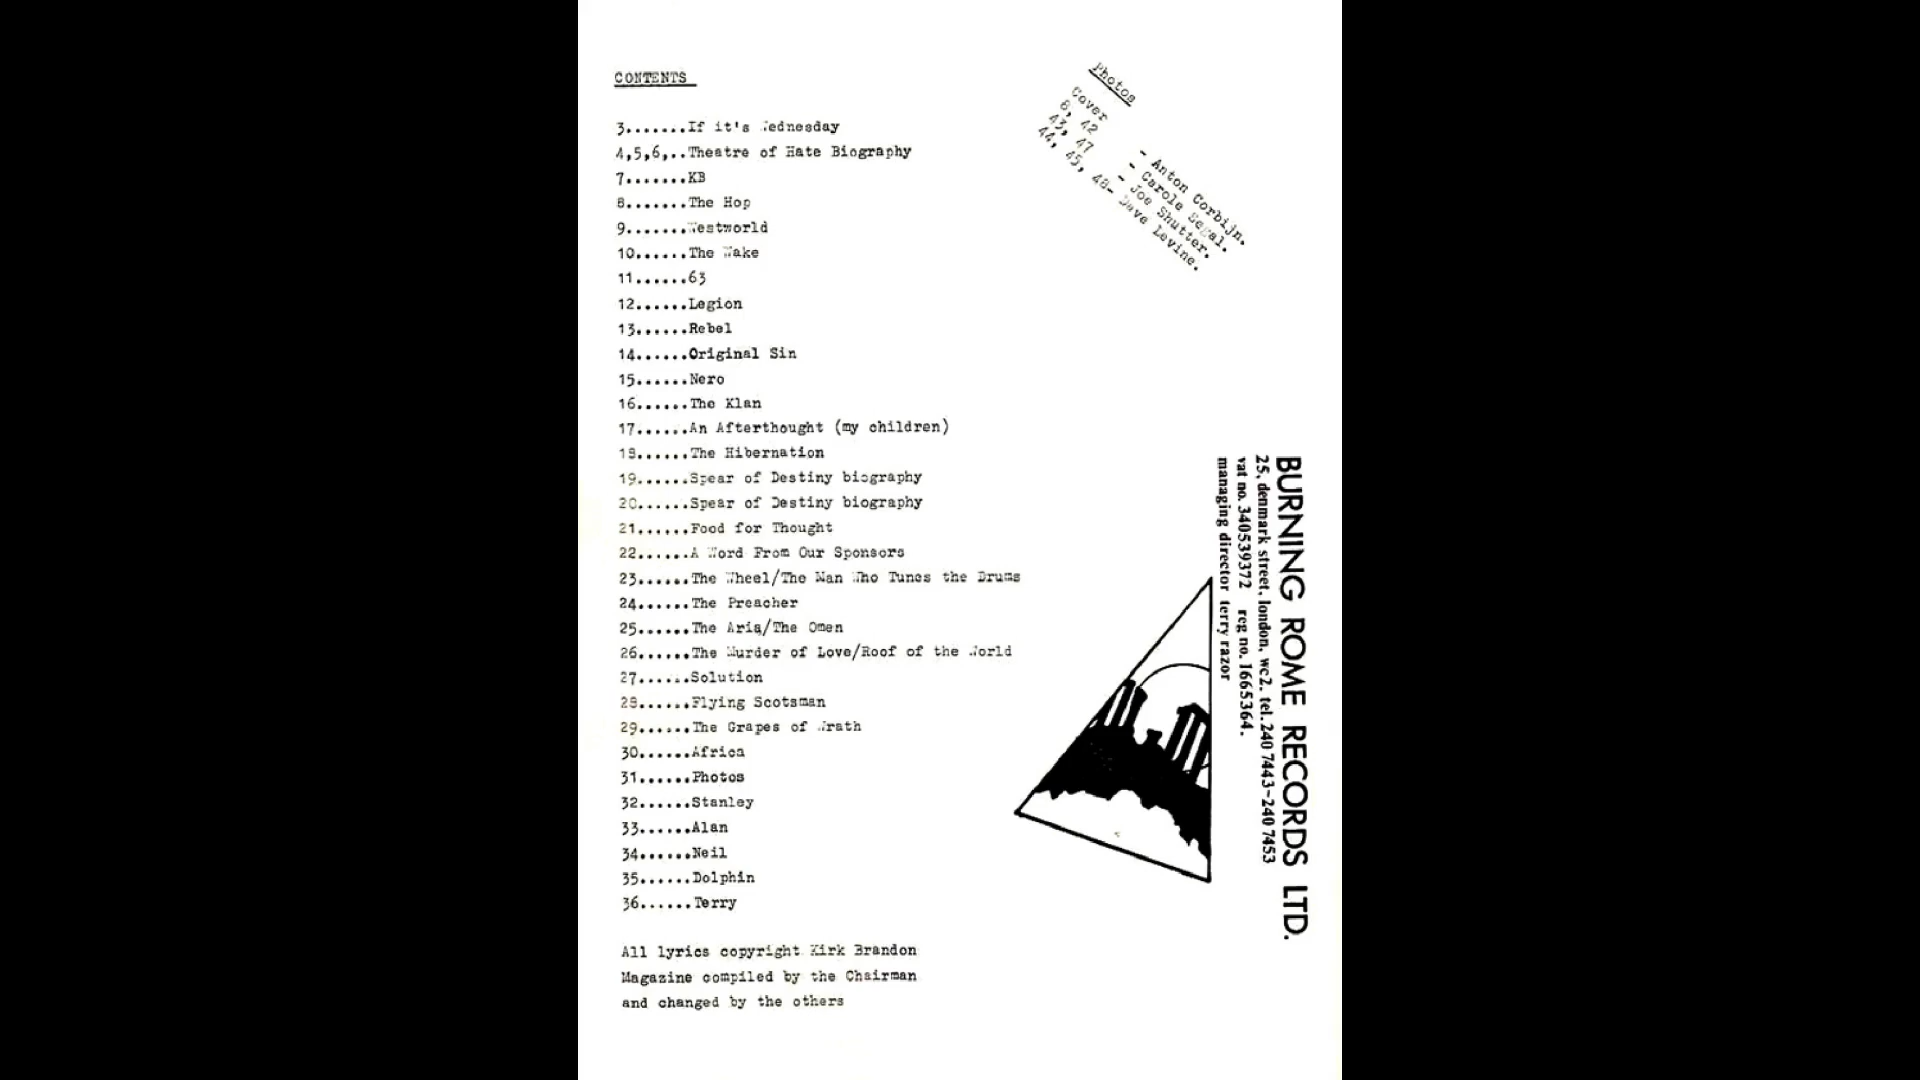 CONTENTS
3.......If it's Wednesday
4,5,6,..Theatre of Hate Biography
7.......KB
8.......The Hop
9.......Westworld
10......The Wake
11......63
12......Legion
13......Rebel
14......Original Sin
15......Nero
16......The Klan
17......An Afterthought (my children)
18......The Hibernation
19......Spear of Destiny biography
20......Spear of Destiny biography
21......Food for Thought
22......A Word From Our Sponsors
23......The Wheel/The Man Who Tunes the Drums
24......The Preacher
25......The Aria/The Omen
26......The Murder of Love/Roof of the World
27......Solution
28......Flying Scotsman
29......The Grapes of Wrath
30......Africa
31......Photos
32......Stanley
33......Alan
34......Neil
35......Dolphin
36......Terry
All lyrics copyright Kirk Brandon
Magazine compiled by the Chairman
and changed by the others
Photos
Cover - Anton Corbijn.
8, 42 - Carole Segal.
43, 47 - Joe Shutter.
44, 45, 48- Dave Levine.
BURNING ROME RECORDS LTD.
25, denmark street, london, wc2. tel. 240 7443-240 7453
vat no. 340539372 reg no. 1665364.
managing director terry razor